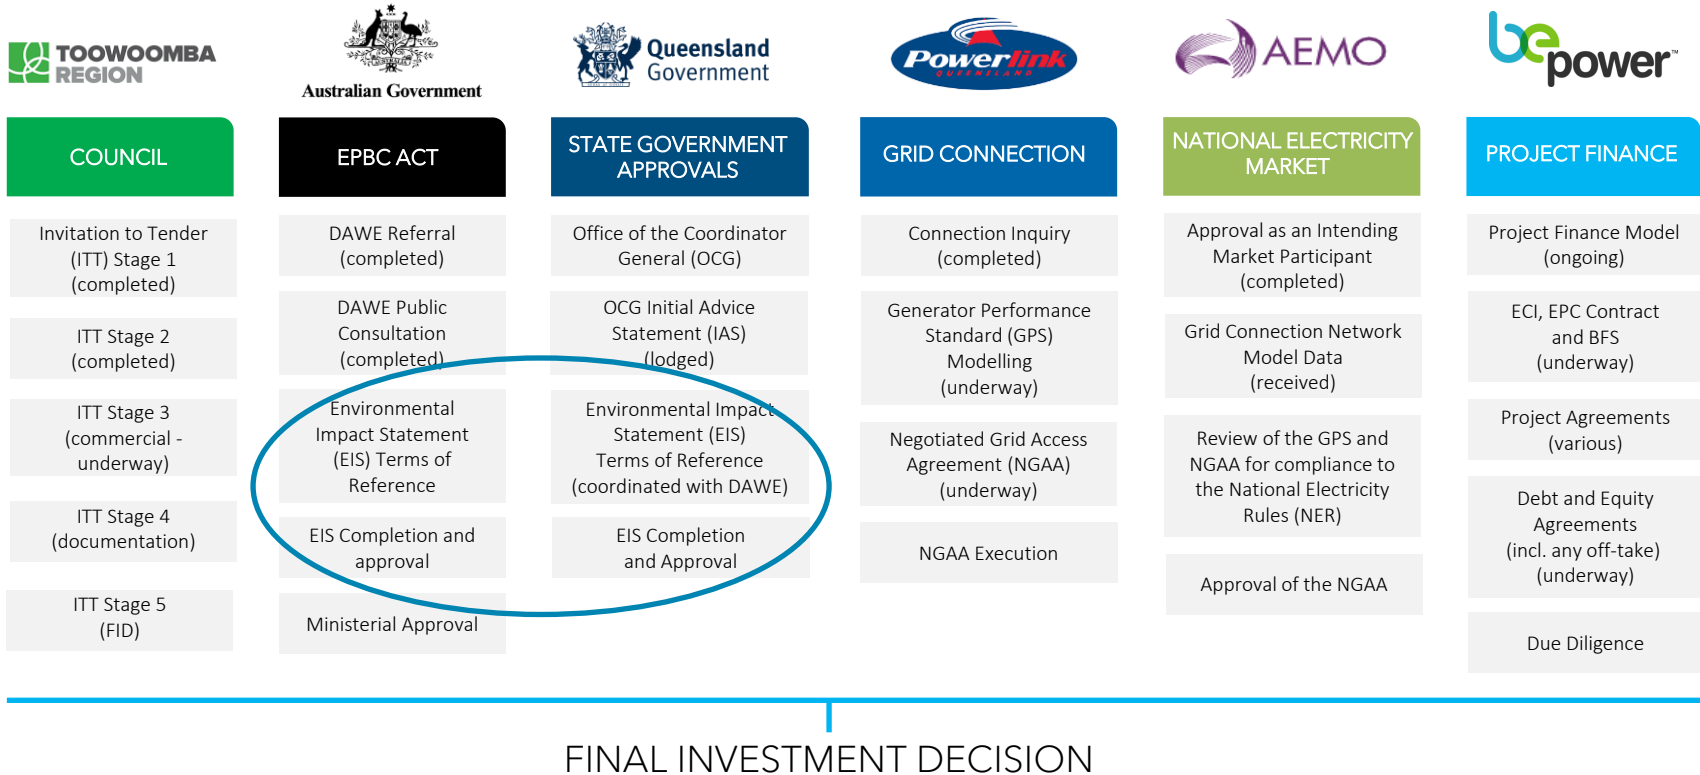 TOOWOOMBA
REGION
Australian Government
Queensland
Government
Powerlink
QUEENSLAND
AEMO
be
power™
COUNCIL
Invitation to Tender
(ITT) Stage 1
(completed)
ITT Stage 2
(completed)
ITT Stage 3
(commercial -
underway)
ITT Stage 4
(documentation)
ITT Stage 5
(FID)
EPBC ACT
DAWE Referral
(completed)
DAWE Public
Consultation
(completed)
Environmental
Impact Statement
(EIS) Terms of
Reference
EIS Completion and
approval
Ministerial Approval
STATE GOVERNMENT
APPROVALS
Office of the Coordinator
General (OCG)
OCG Initial Advice
Statement (IAS)
(lodged)
Environmental Impact
Statement (EIS)
Terms of Reference
(coordinated with DAWE)
EIS Completion
and Approval
GRID CONNECTION
Connection Inquiry
(completed)
Generator Performance
Standard (GPS)
Modelling
(underway)
Negotiated Grid Access
Agreement (NGAA)
(underway)
NGAA Execution
NATIONAL ELECTRICITY
MARKET
Approval as an Intending
Market Participant
(completed)
Grid Connection Network
Model Data
(received)
Review of the GPS and
NGAA for compliance to
the National Electricity
Rules (NER)
Approval of the NGAA
PROJECT FINANCE
Project Finance Model
(ongoing)
ECI, EPC Contract
and BFS
(underway)
Project Agreements
(various)
Debt and Equity
Agreements
(incl. any off-take)
(underway)
Due Diligence
FINAL INVESTMENT DECISION